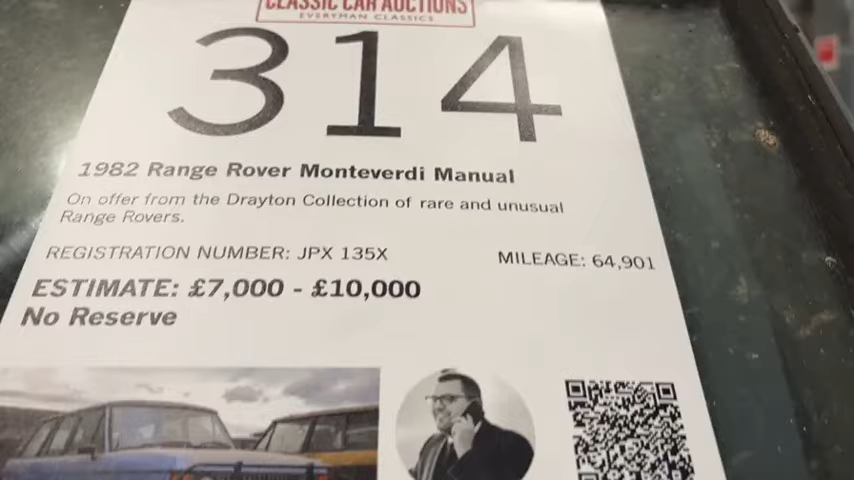 CLASSIC CAR AUCTIONS
EVERYMAN CLASSICS
314
1982 Range Rover Monteverdi Manual
On offer from the Drayton Collection of rare and unusual
Range Rovers.
REGISTRATION NUMBER: JPX 135X
MILEAGE: 64,901
ESTIMATE: £7,000 - £10,000
No Reserve